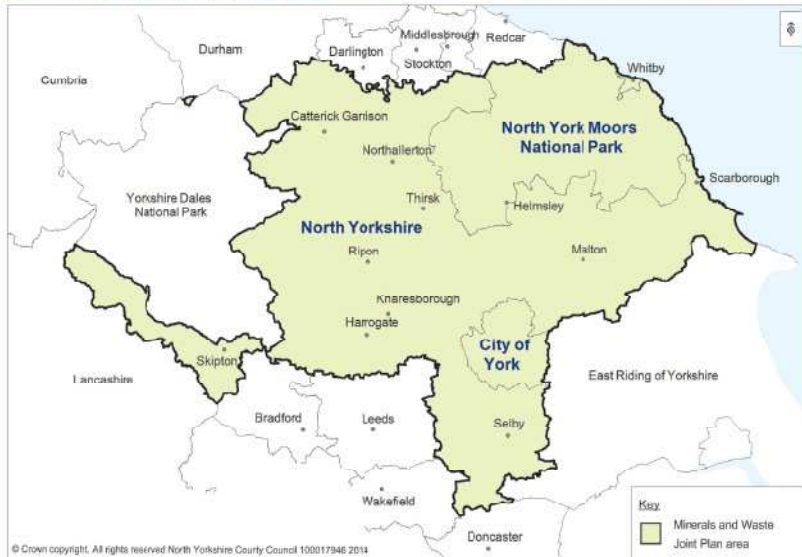 Redcar
Middlesbrough
Durham
Darlington
Stockton
Cumbria
Whitby
Catterick Garrison
North York Moors
National Park
Northallerton
Scarborough
Yorkshire Dales
National Park
Thirsk
Helmsley
North Yorkshire
Ripon
Malton
Knaresborough
Harrogate
City of
York
Skipton
Lancashire
East Riding of Yorkshire
Bradford
Leeds
Selby
Wakefield
Key
Minerals and Waste
Joint Plan area
Doncaster
© Crown copyright. All rights reserved North Yorkshire County Council 100017946 2014